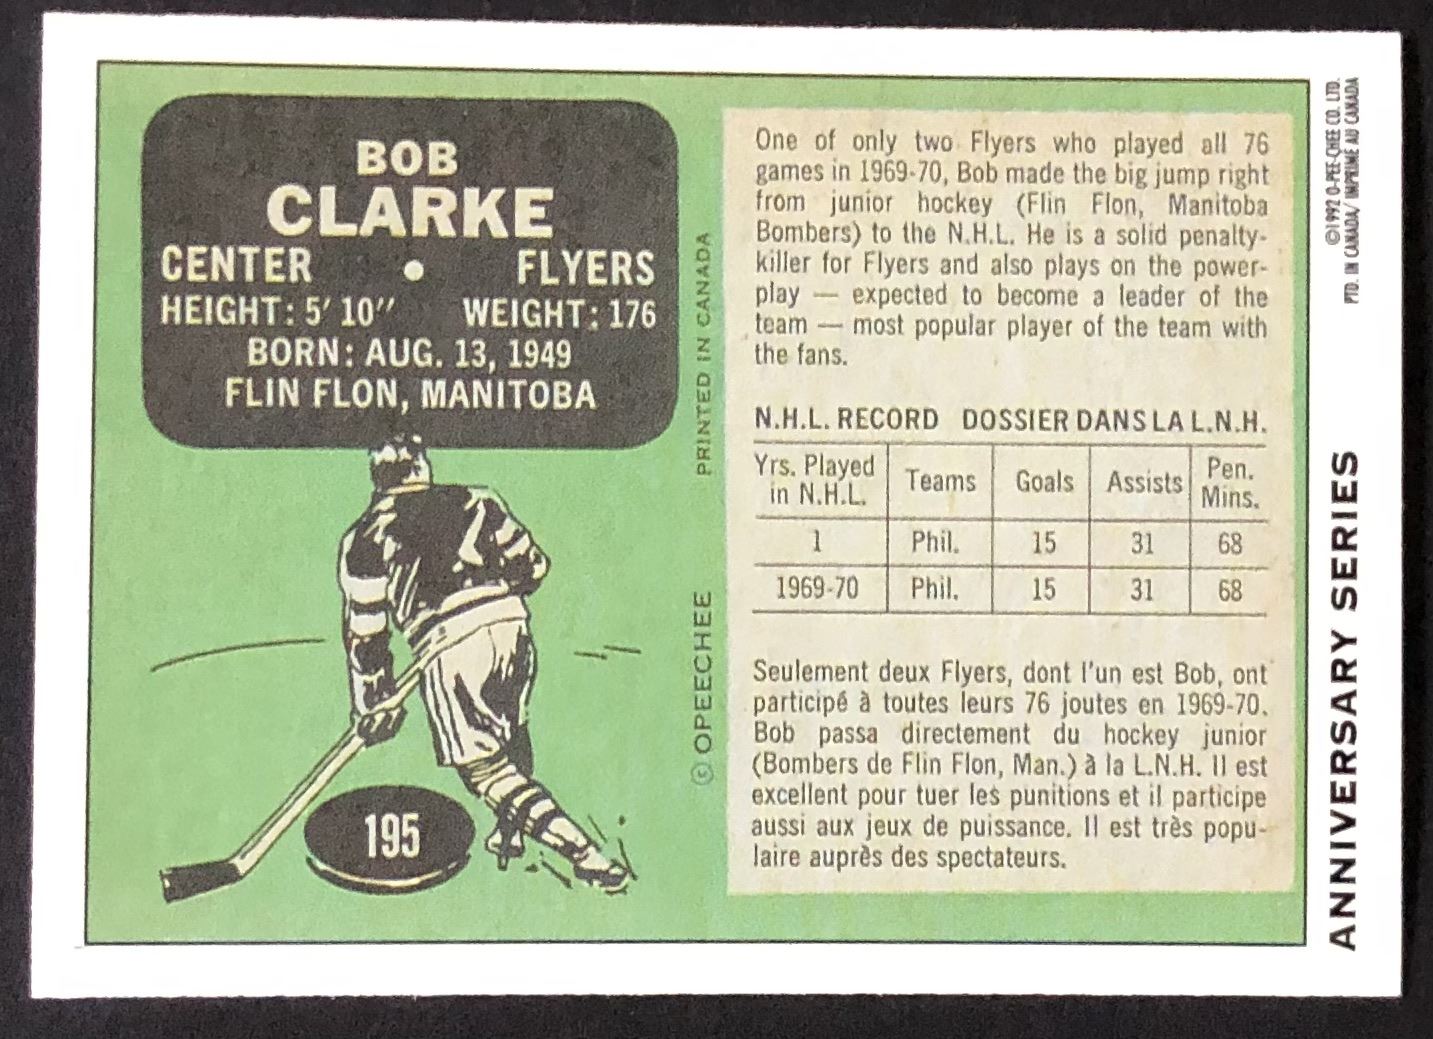 BOB
CLARKE
CENTER • FLYERS
HEIGHT: 5' 10" WEIGHT: 176
BORN: AUG. 13, 1949
FLIN FLON, MANITOBA
195
© OPEECHEE PRINTED IN CANADA
One of only two Flyers who played all 76
games in 1969-70, Bob made the big jump right
from junior hockey (Flin Flon, Manitoba
Bombers) to the N.H.L. He is a solid penalty-
killer for Flyers and also plays on the power-
play — expected to become a leader of the
team — most popular player of the team with
the fans.
N.H.L. RECORD DOSSIER DANS LA L.N.H.
Yrs. Played in N.H.L. Teams Goals Assists Pen. Mins.
1 Phil. 15 31 68
1969-70 Phil. 15 31 68
Seulement deux Flyers, dont l'un est Bob, ont
participé à toutes leurs 76 joutes en 1969-70.
Bob passa directement du hockey junior
(Bombers de Flin Flon, Man.) à la L.N.H. Il est
excellent pour tuer les punitions et il participe
aussi aux jeux de puissance. Il est très popu-
laire auprès des spectateurs.
ANNIVERSARY SERIES
©1992 O-PEE-CHEE CO. LTD.
PTD. IN CANADA/ IMPRIMÉ AU CANADA